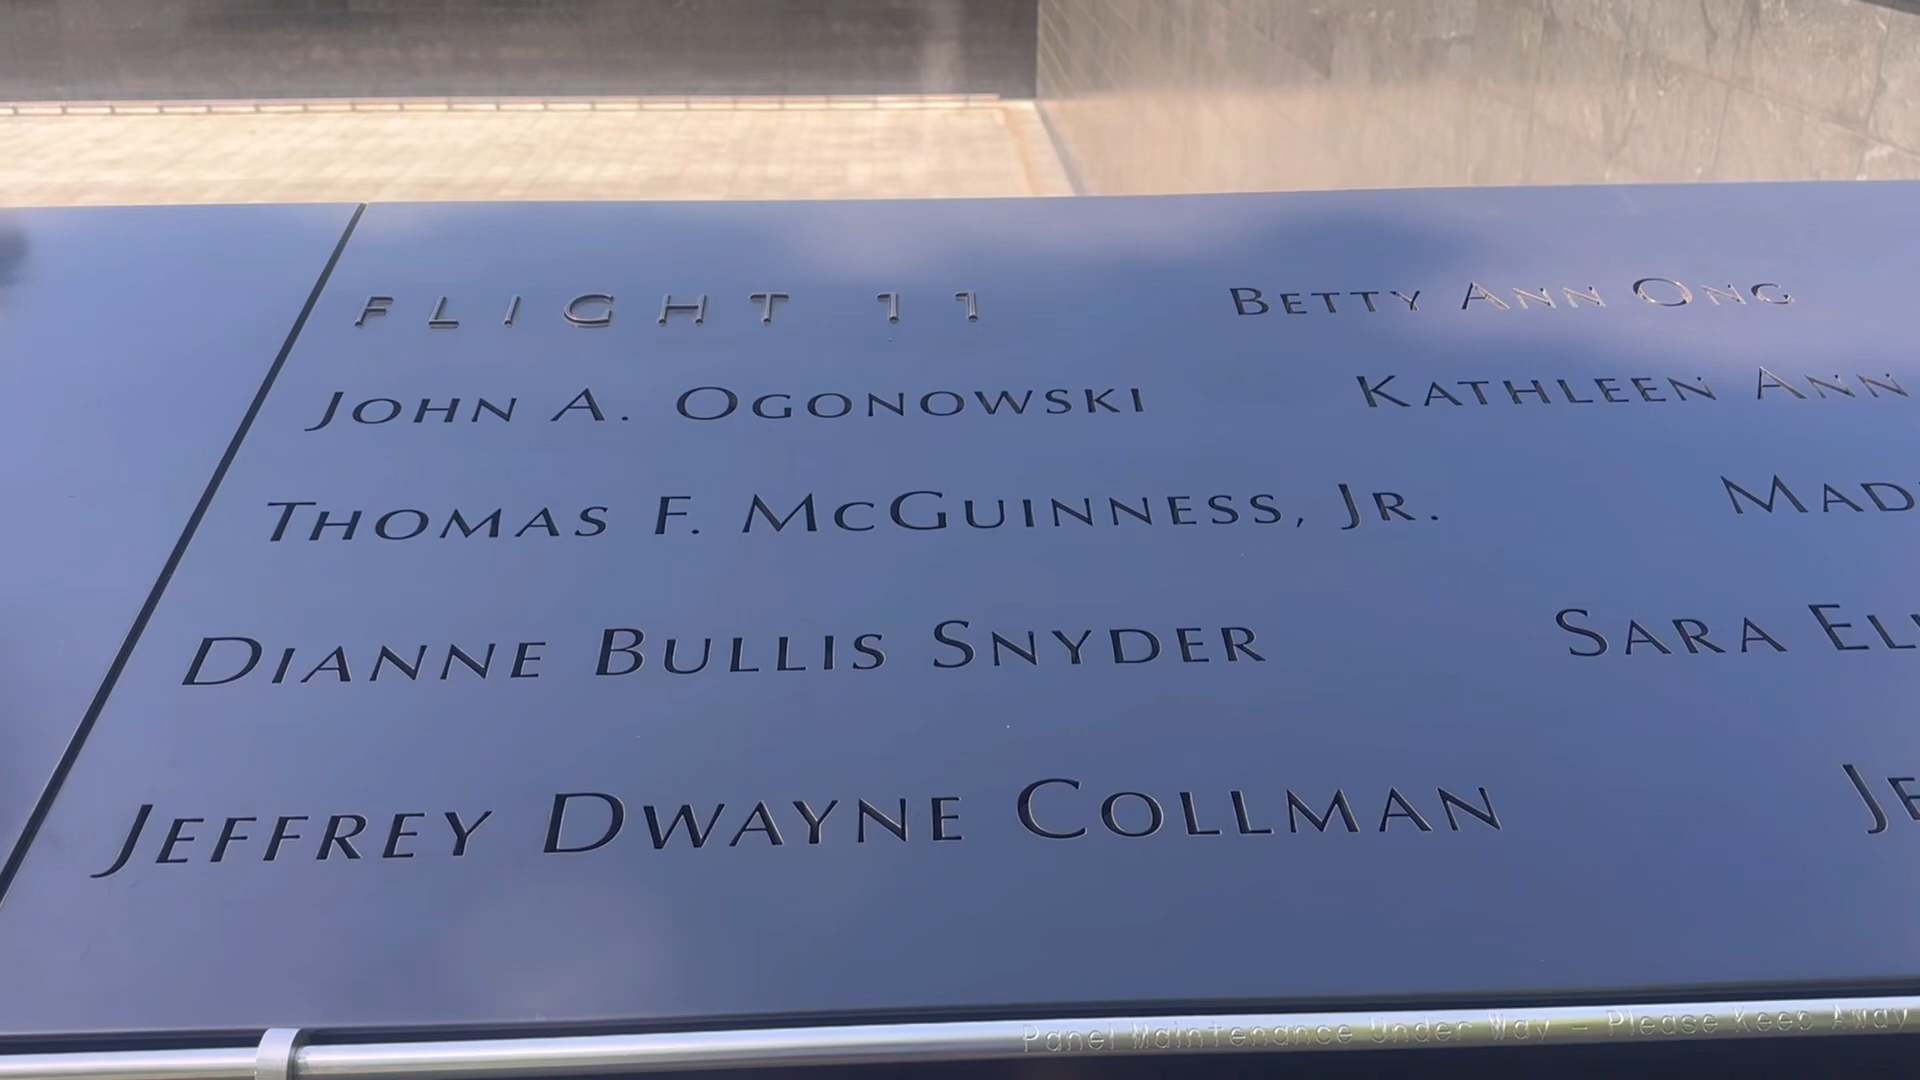 FLIGHT 11 BETTY ANN ONG
JOHN A. OGONOWSKI KATHLEEN ANN
THOMAS F. MCGUINNESS, JR.
DIANNE BULLIS SNYDER SARA
JEFFREY DWAYNE COLLMAN
Panel Maintenance Under Way - Please Keep Away